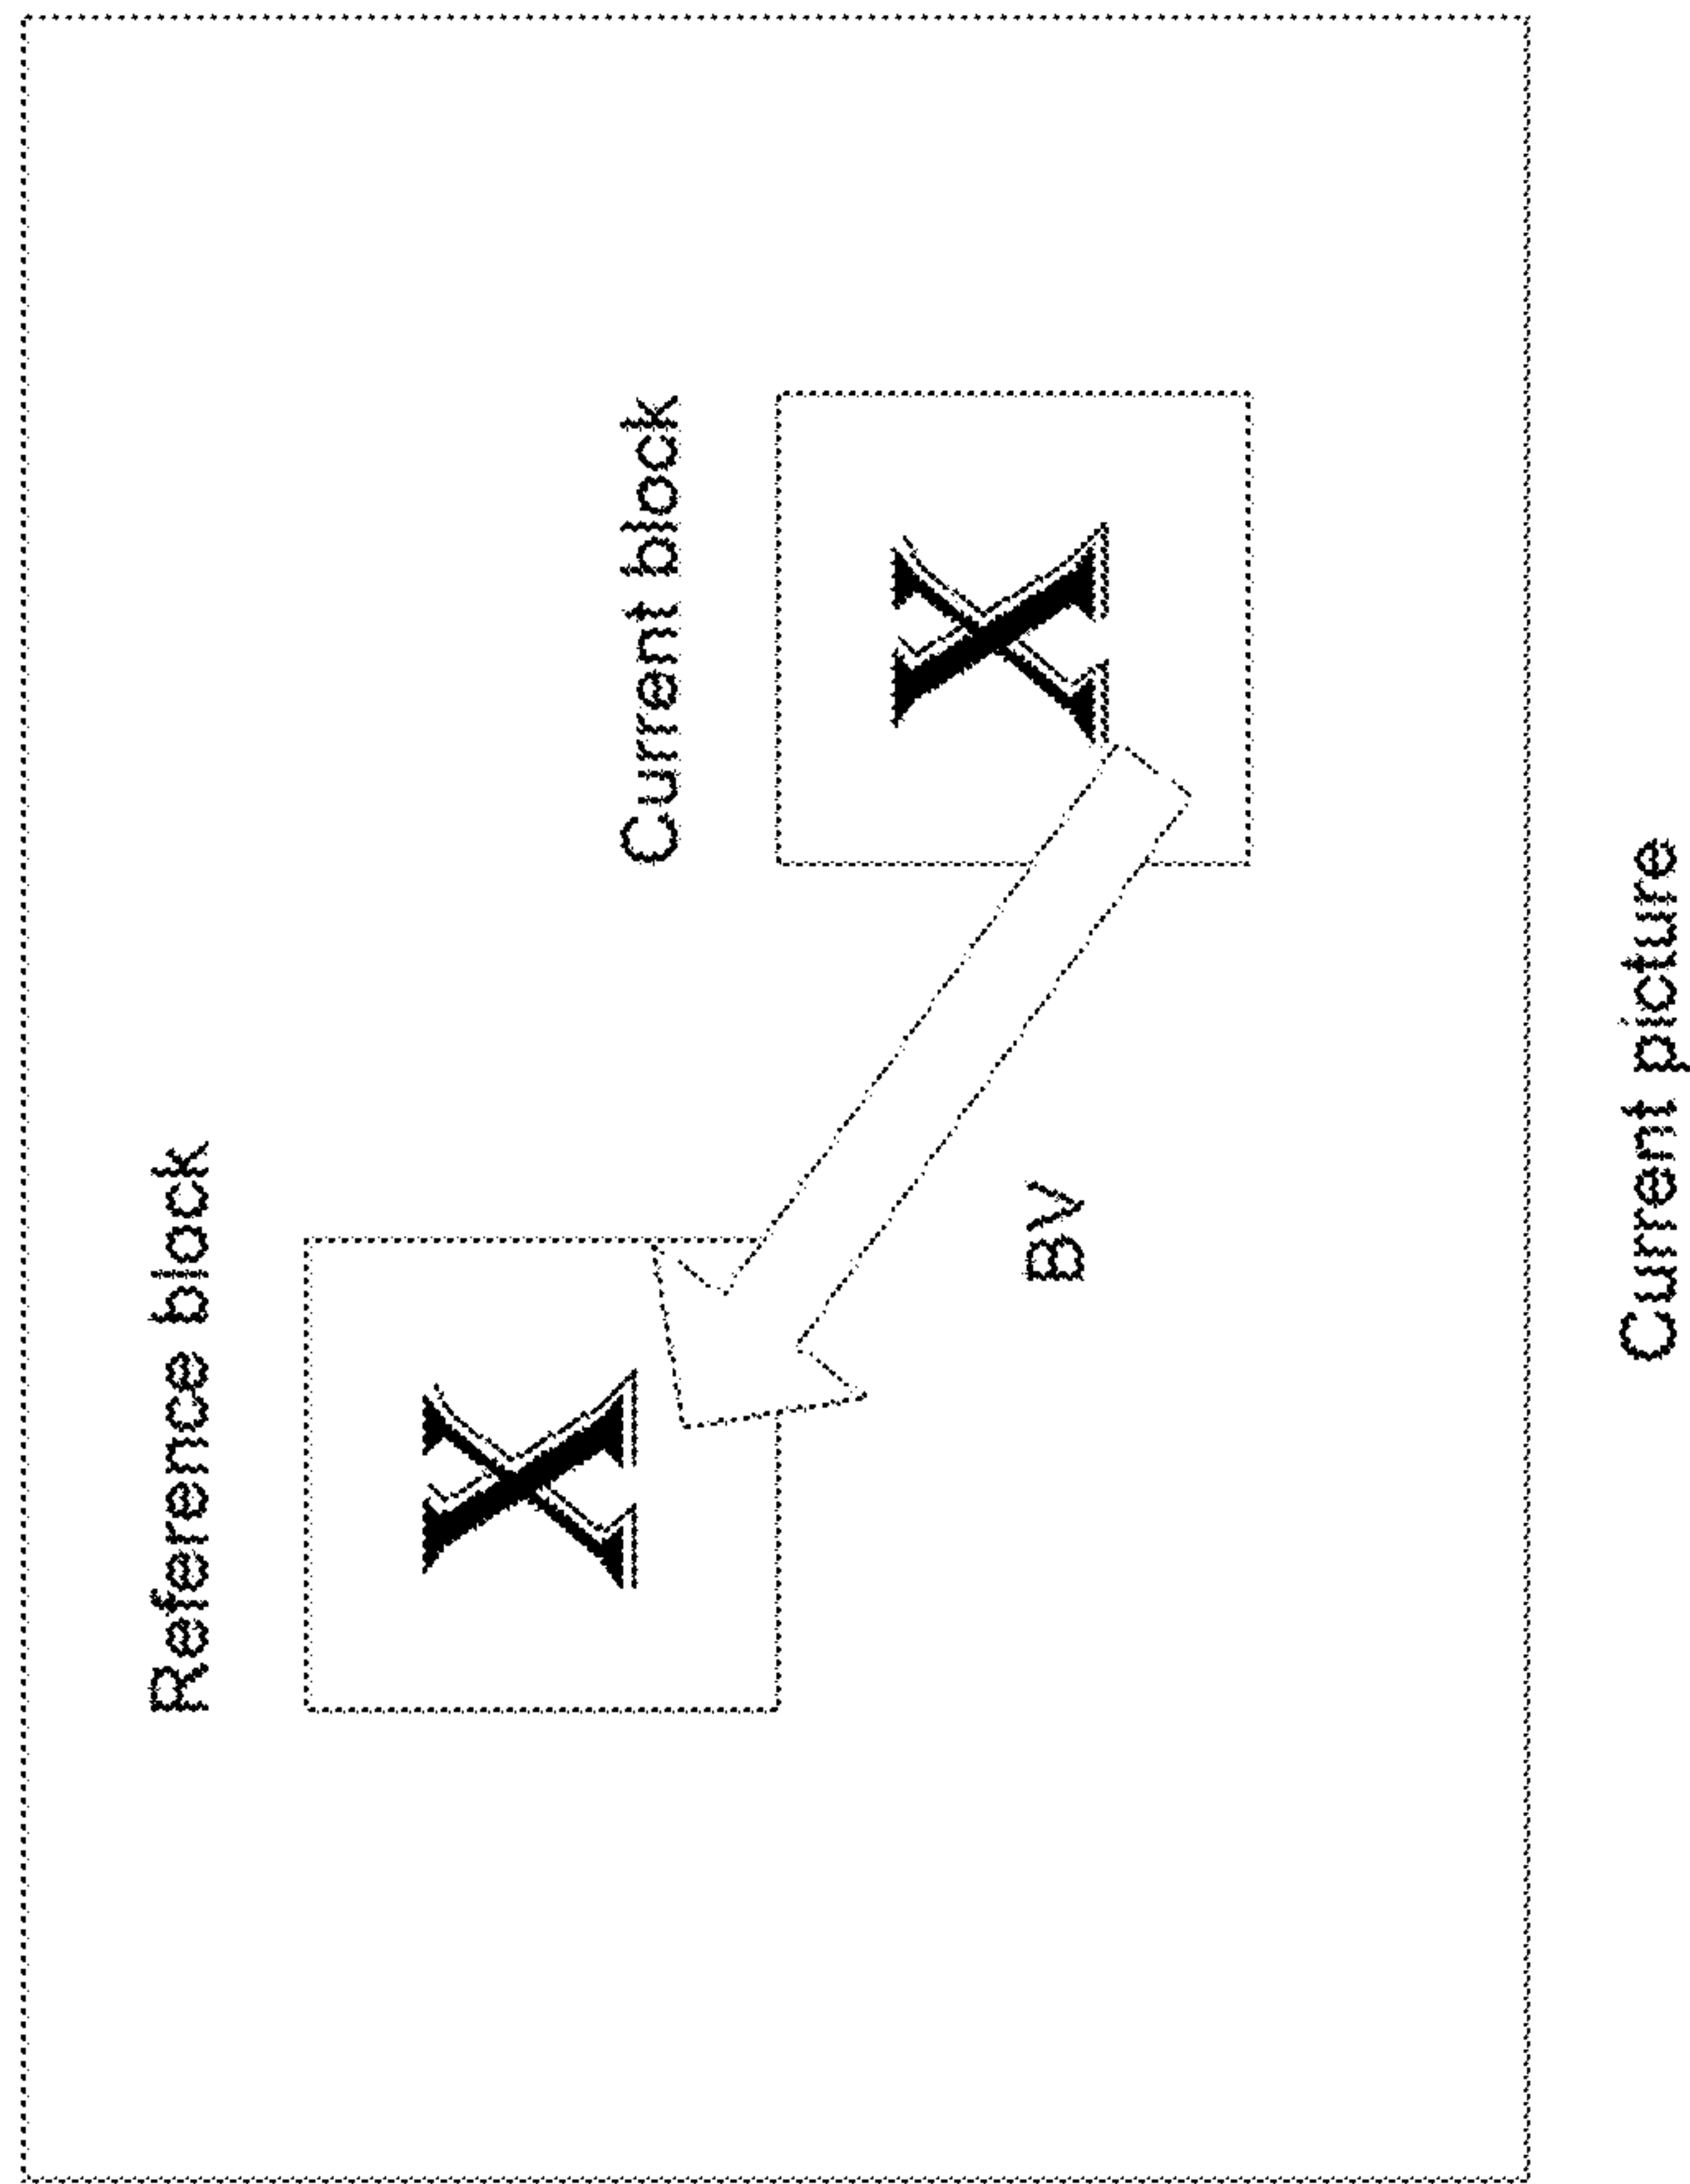 Reference block
X
Current block
X
BV
Current picture